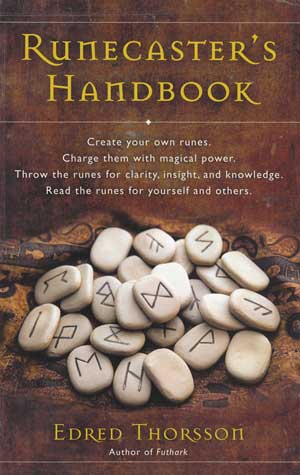 RUNECASTER'S
HANDBOOK
Create your own runes.
Charge them with magical power.
Throw the runes for clarity, insight, and knowledge.
Read the runes for yourself and others.
EDRED THORSSON
Author of Futhark